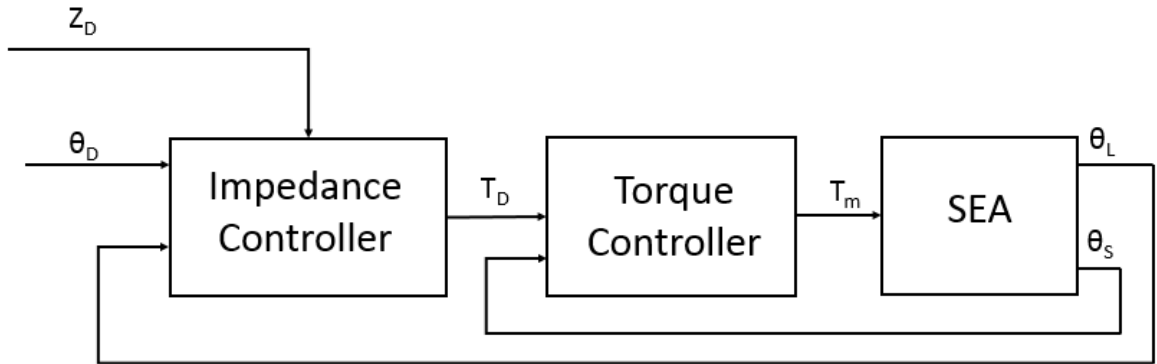 Z_D
θ_D
Impedance
Controller
T_D
Torque
Controller
T_m
SEA
θ_L
θ_S